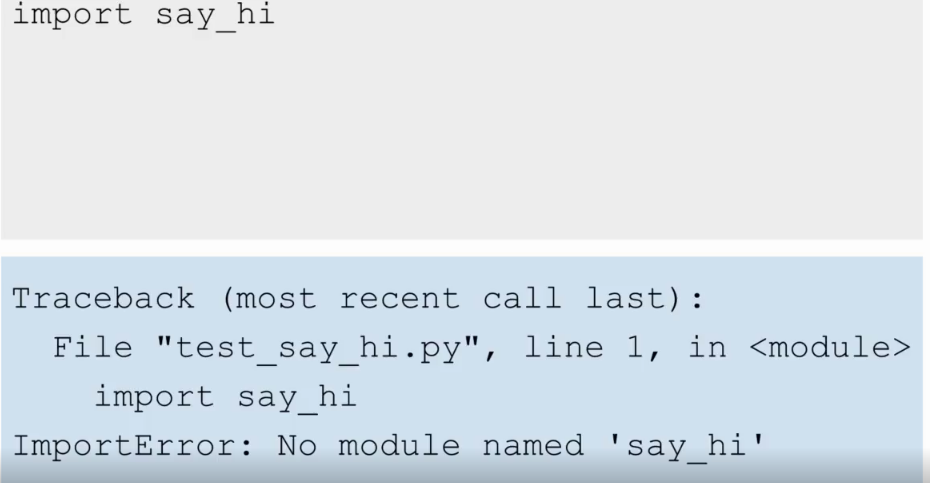 import say_hi
Traceback (most recent call last):
  File "test_say_hi.py", line 1, in <module>
    import say_hi
ImportError: No module named 'say_hi'